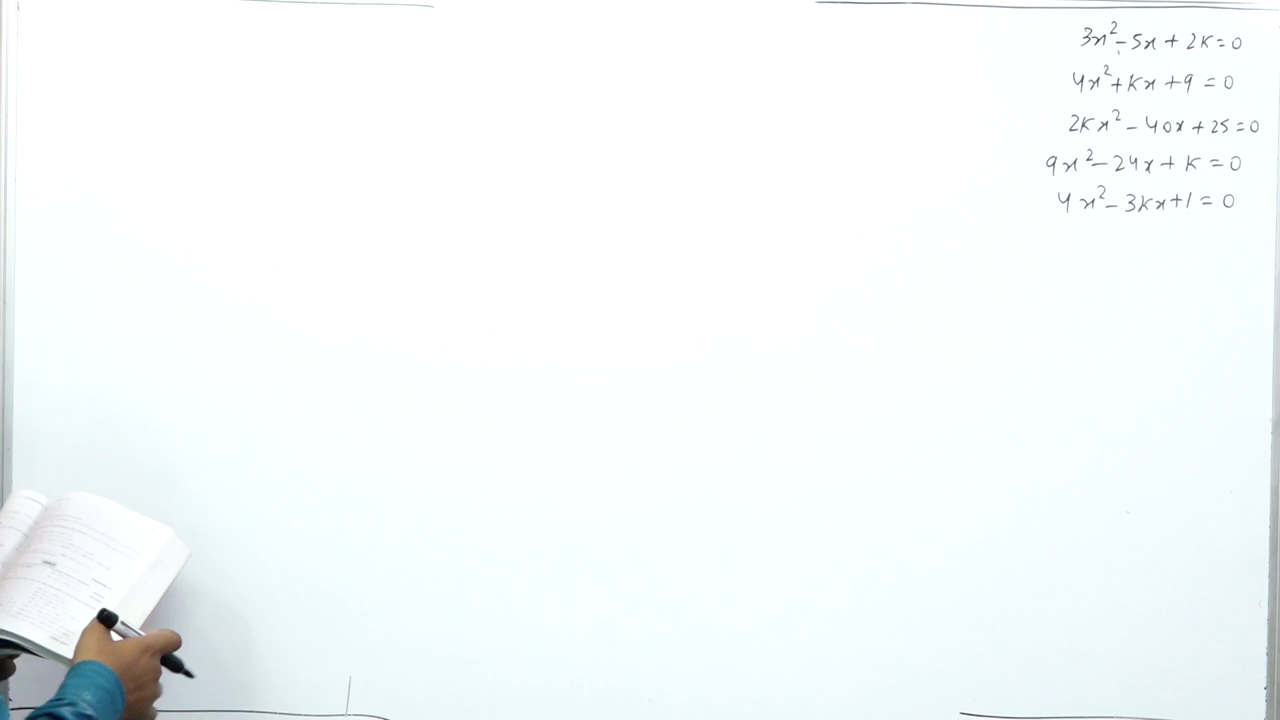 3x² - 5x + 2k = 0
4x² + kx + 9 = 0
2kx² - 40x + 25 = 0
9x² - 24x + k = 0
4x² - 3kx + 1 = 0